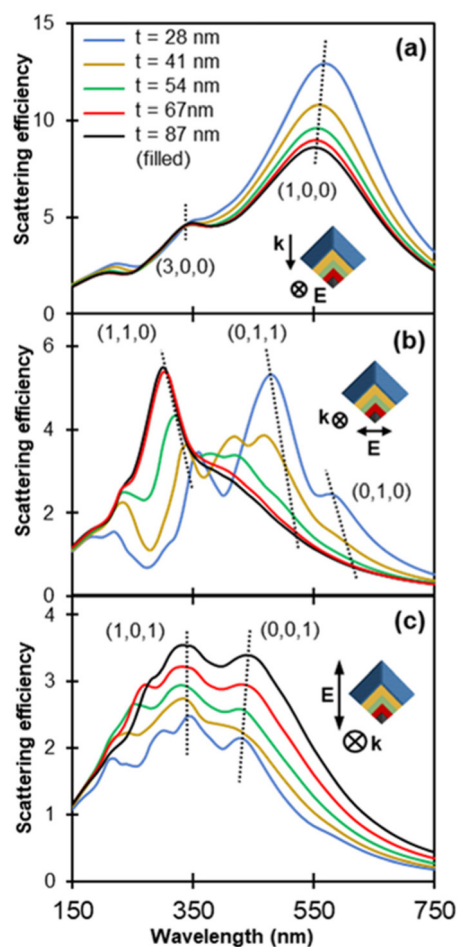 (a)
t = 28 nm
t = 41 nm
t = 54 nm
t = 67nm
t = 87 nm
(filled)
15
10
5
0
Scattering efficiency
(1,0,0)
(3,0,0)
k
E
(b)
(1,1,0)
(0,1,1)
6
4
2
0
Scattering efficiency
k
E
(0,1,0)
(c)
(1,0,1)
(0,0,1)
4
3
2
1
0
Scattering efficiency
E
k
150
350
550
750
Wavelength (nm)